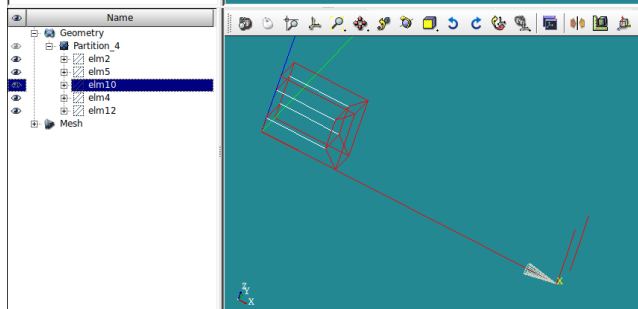 Name
Geometry
Partition_4
elm2
elm5
elm10
elm4
elm12
Mesh
X
Z
Y
X